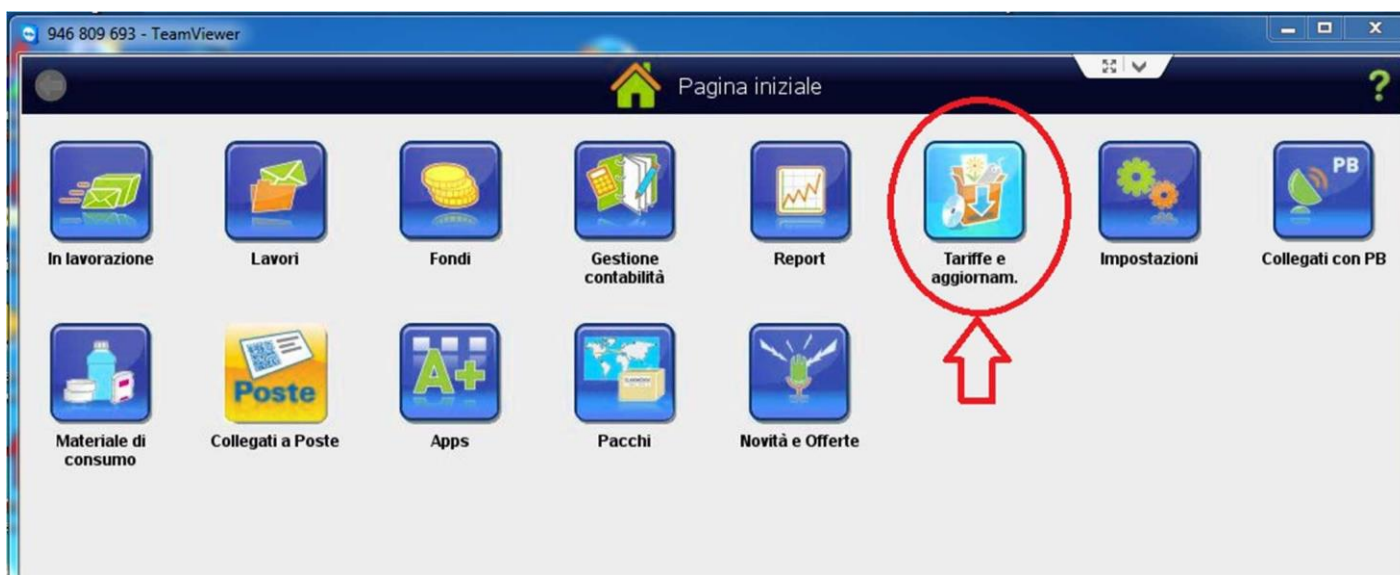 946 809 693 - TeamViewer
Pagina iniziale
?
PB
In lavorazione
Lavori
Fondi
Gestione
contabilità
Report
Tariffe e
aggiornam.
Impostazioni
Collegati con PB
Poste
A+
Materiale di
consumo
Collegati a Poste
Apps
Pacchi
Novità e Offerte